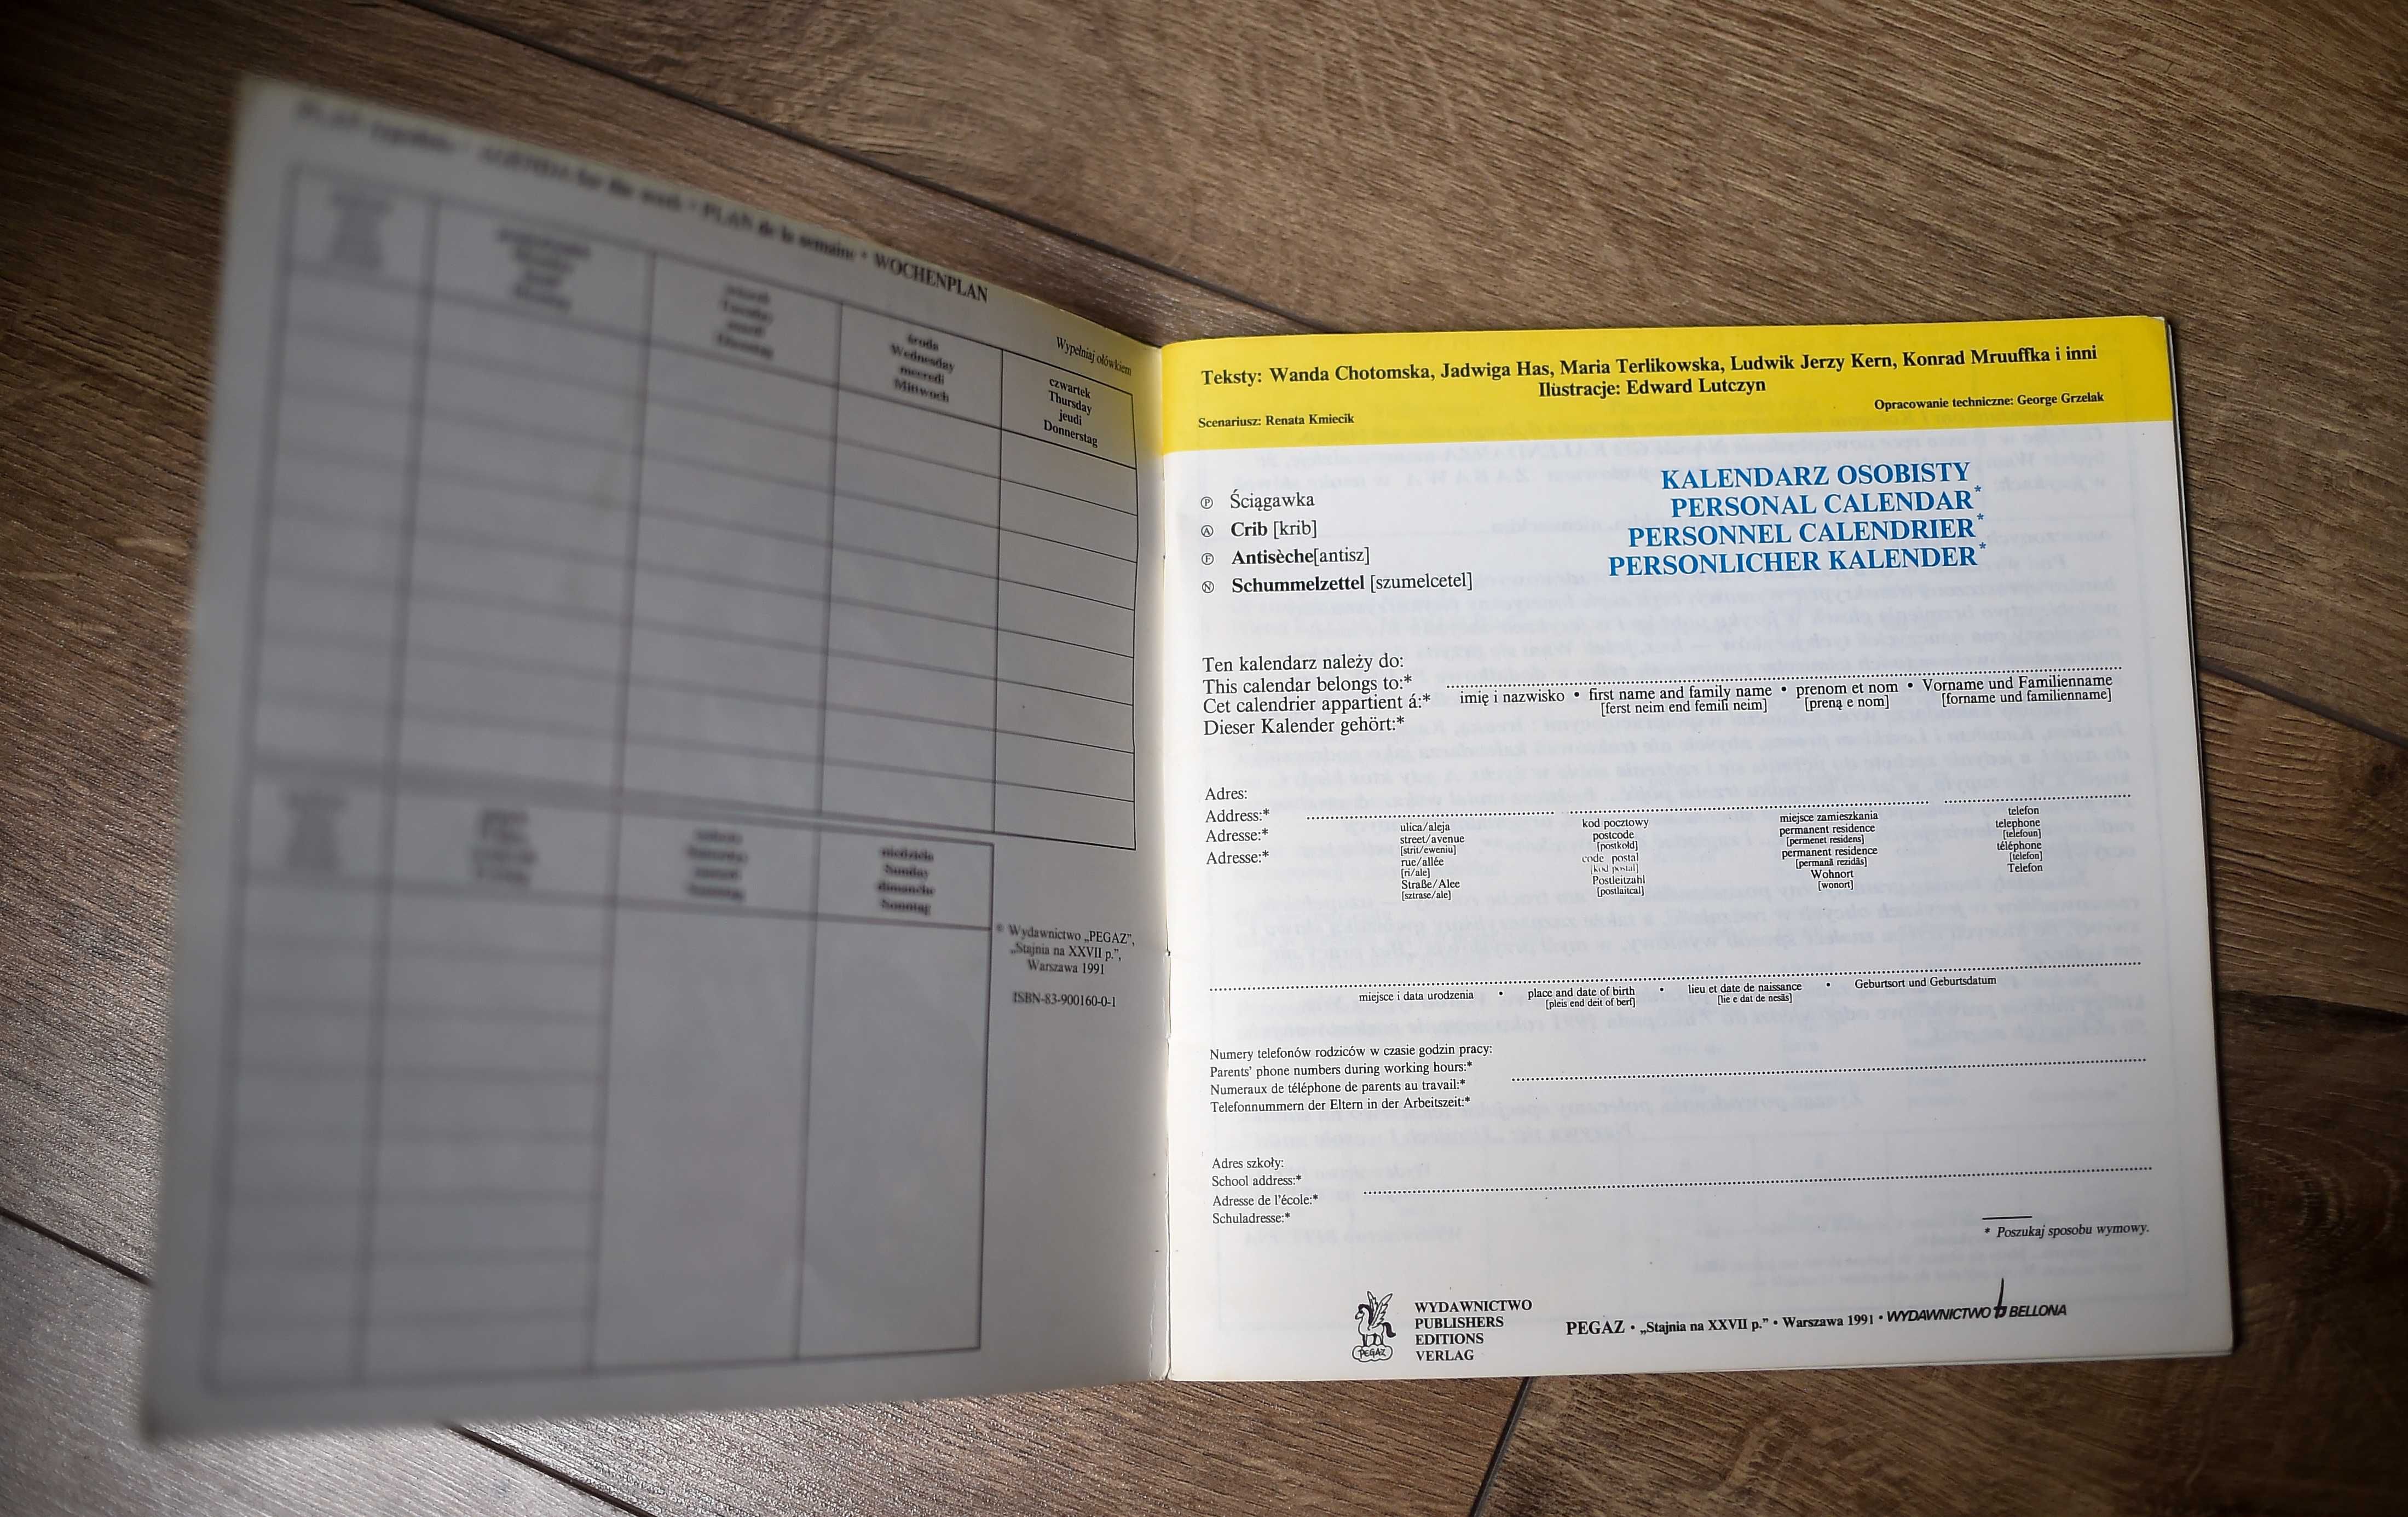 for the week * PLAN de la semaine * WOCHENPLAN
Wypełniaj ołówkiem
środa
Wednesday
mercredi
Mittwoch
czwartek
Thursday
jeudi
Donnerstag
niedziela
Sunday
dimanche
Sonntag
© Wydawnictwo „PEGAZ”,
„Stajnia na XXVII p.”,
Warszawa 1991
ISBN-83-900160-0-1
Teksty: Wanda Chotomska, Jadwiga Has, Maria Terlikowska, Ludwik Jerzy Kern, Konrad Mruuffka i inni
Ilustracje: Edward Lutczyn
Scenariusz: Renata Kmiecik
Opracowanie techniczne: George Grzelak
KALENDARZ OSOBISTY
PERSONAL CALENDAR*
PERSONNEL CALENDRIER*
PERSONLICHER KALENDER*
Ⓟ Ściągawka
Ⓐ Crib [krib]
Ⓕ Antisèche[antisz]
Ⓝ Schummelzettel [szumelcetel]
Ten kalendarz należy do:
This calendar belongs to:*
Cet calendrier appartient á:*
Dieser Kalender gehört:*
imię i nazwisko • first name and family name • prenom et nom • Vorname und Familienname
[ferst neim end femili neim] [preną e nom] [forname und familienname]
Adres:
Address:*
Adresse:*
Adresse:*
ulica/aleja
street/avenue
[strit/eweniu]
rue/allée
[ri/ale]
Straße/Alee
[sztrase/ale]
kod pocztowy
postcode
[postkołd]
code postal
[kod postal]
Postleitzahl
[postlaitcal]
miejsce zamieszkania
permanent residence
[permenet residens]
permanent residence
[permanã rezidãs]
Wohnort
[wonort]
telefon
telephone
[telefoun]
téléphone
[telefon]
Telefon
miejsce i data urodzenia • place and date of birth • lieu et date de naissance • Geburtsort und Geburtsdatum
[pleis end deit of berf] [lie e dat de nesãs]
Numery telefonów rodziców w czasie godzin pracy:
Parents' phone numbers during working hours:*
Numeraux de téléphone de parents au travail:*
Telefonnummern der Eltern in der Arbeitszeit:*
Adres szkoły:
School address:*
Adresse de l'école:*
Schuladresse:*
* Poszukaj sposobu wymowy.
PEGAZ
WYDAWNICTWO
PUBLISHERS
EDITIONS
VERLAG
PEGAZ • „Stajnia na XXVII p.” • Warszawa 1991 • WYDAWNICTWO b BELLONA